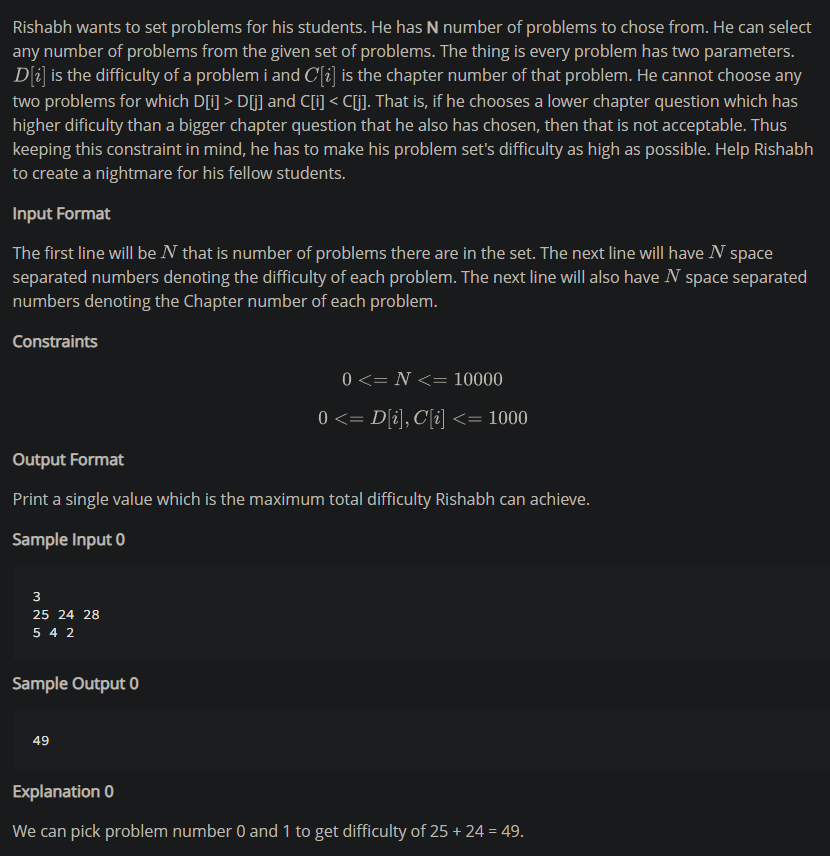 Rishabh wants to set problems for his students. He has N number of problems to chose from. He can select
any number of problems from the given set of problems. The thing is every problem has two parameters.
D[i] is the difficulty of a problem i and C[i] is the chapter number of that problem. He cannot choose any
two problems for which D[i] > D[j] and C[i] < C[j]. That is, if he chooses a lower chapter question which has
higher dificulty than a bigger chapter question that he also has chosen, then that is not acceptable. Thus
keeping this constraint in mind, he has to make his problem set's difficulty as high as possible. Help Rishabh
to create a nightmare for his fellow students.
Input Format
The first line will be N that is number of problems there are in the set. The next line will have N space
separated numbers denoting the difficulty of each problem. The next line will also have N space separated
numbers denoting the Chapter number of each problem.
Constraints
0 <= N <= 10000
0 <= D[i], C[i] <= 1000
Output Format
Print a single value which is the maximum total difficulty Rishabh can achieve.
Sample Input 0
3
25 24 28
5 4 2
Sample Output 0
49
Explanation 0
We can pick problem number 0 and 1 to get difficulty of 25 + 24 = 49.